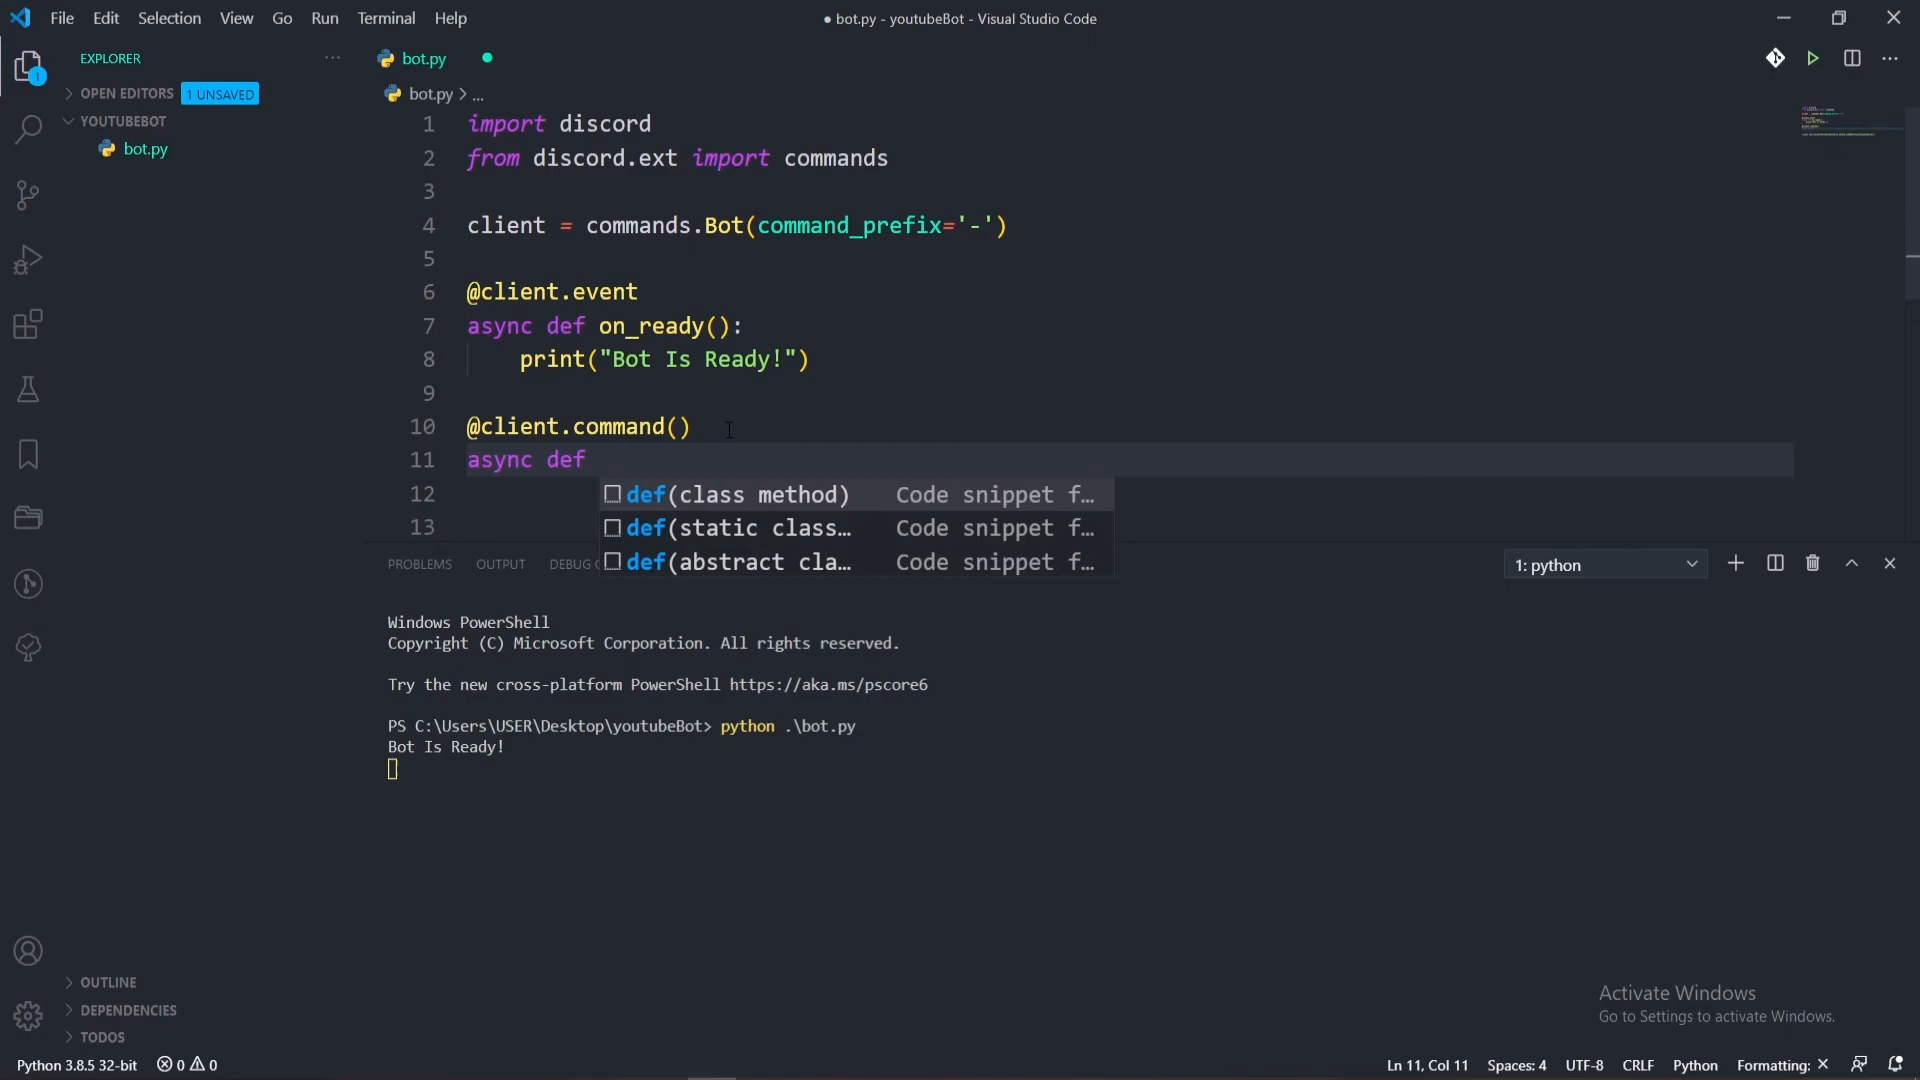 File Edit Selection View Go Run Terminal Help
● bot.py - youtubeBot - Visual Studio Code
EXPLORER
1
OPEN EDITORS 1 UNSAVED
YOUTUBEBOT
bot.py
bot.py
bot.py > ...
1 import discord
2 from discord.ext import commands
3
4 client = commands.Bot(command_prefix='-')
5
6 @client.event
7 async def on_ready():
8 print("Bot Is Ready!")
9
10 @client.command()
11 async def
12
13
def(class method) Code snippet f…
def(static class… Code snippet f…
def(abstract cla… Code snippet f…
PROBLEMS OUTPUT DEBUG
1: python
Windows PowerShell
Copyright (C) Microsoft Corporation. All rights reserved.
Try the new cross-platform PowerShell https://aka.ms/pscore6
PS C:\Users\USER\Desktop\youtubeBot> python .\bot.py
Bot Is Ready!
OUTLINE
DEPENDENCIES
TODOS
Activate Windows
Go to Settings to activate Windows.
Python 3.8.5 32-bit 0 0 Ln 11, Col 11 Spaces: 4 UTF-8 CRLF Python Formatting: ✕